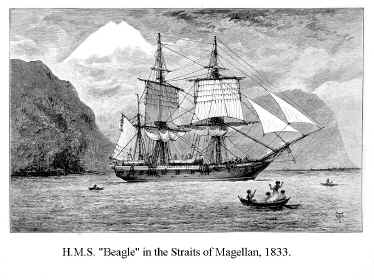 H.M.S. "Beagle" in the Straits of Magellan, 1833.